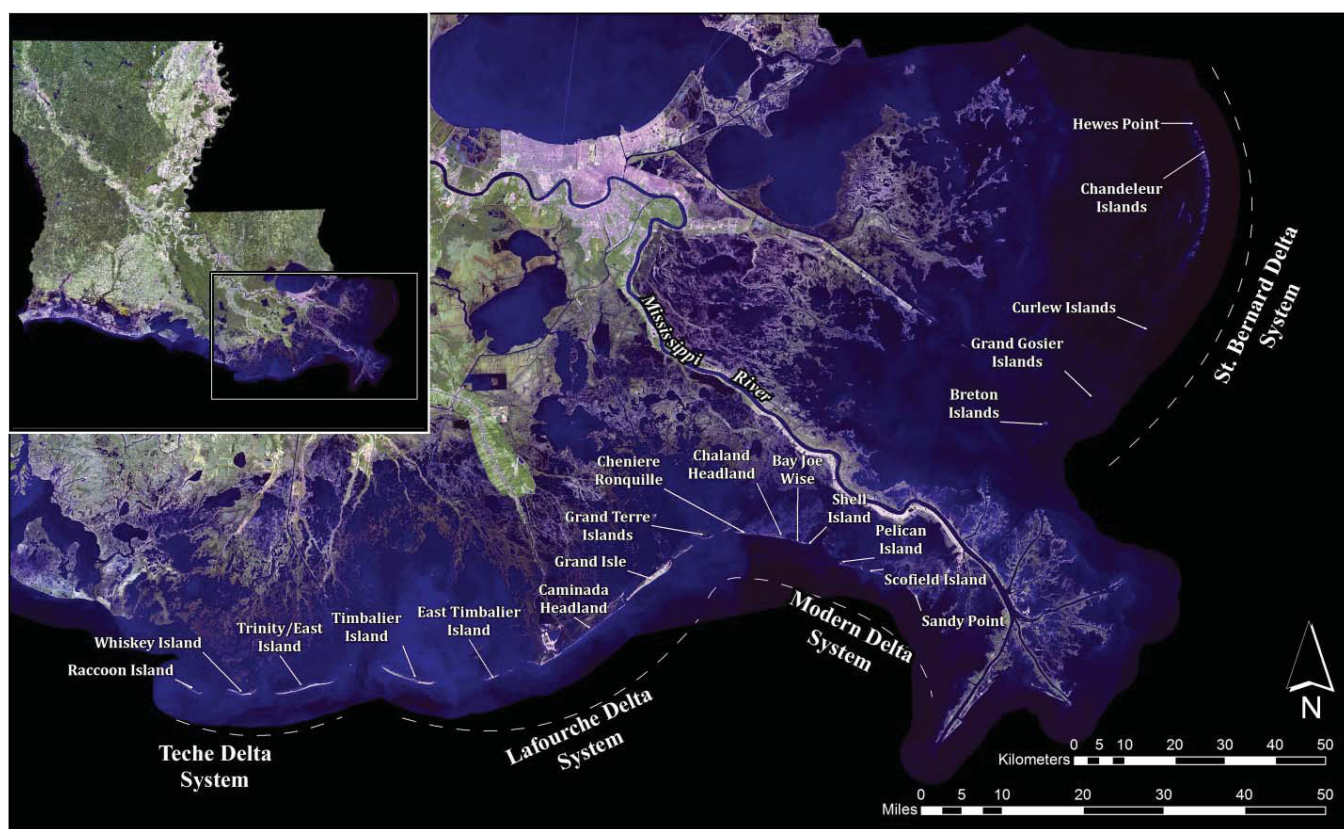 Hewes Point
Chandeleur
Islands
Curlew Islands
Grand Gosier
Islands
Breton
Islands
St. Bernard Delta
System
Mississippi
River
Cheniere
Ronquille
Chaland
Headland
Bay Joe
Wise
Shell
Island
Grand Terre
Islands
Pelican
Island
Grand Isle
Scofield Island
Caminada
Headland
Sandy Point
Modern Delta
System
East Timbalier
Island
Timbalier
Island
Trinity/East
Island
Whiskey Island
Raccoon Island
Teche Delta
System
Lafourche Delta
System
N
0 5 10 20 30 40 50
Kilometers
0 5 10 20 30 40 50
Miles